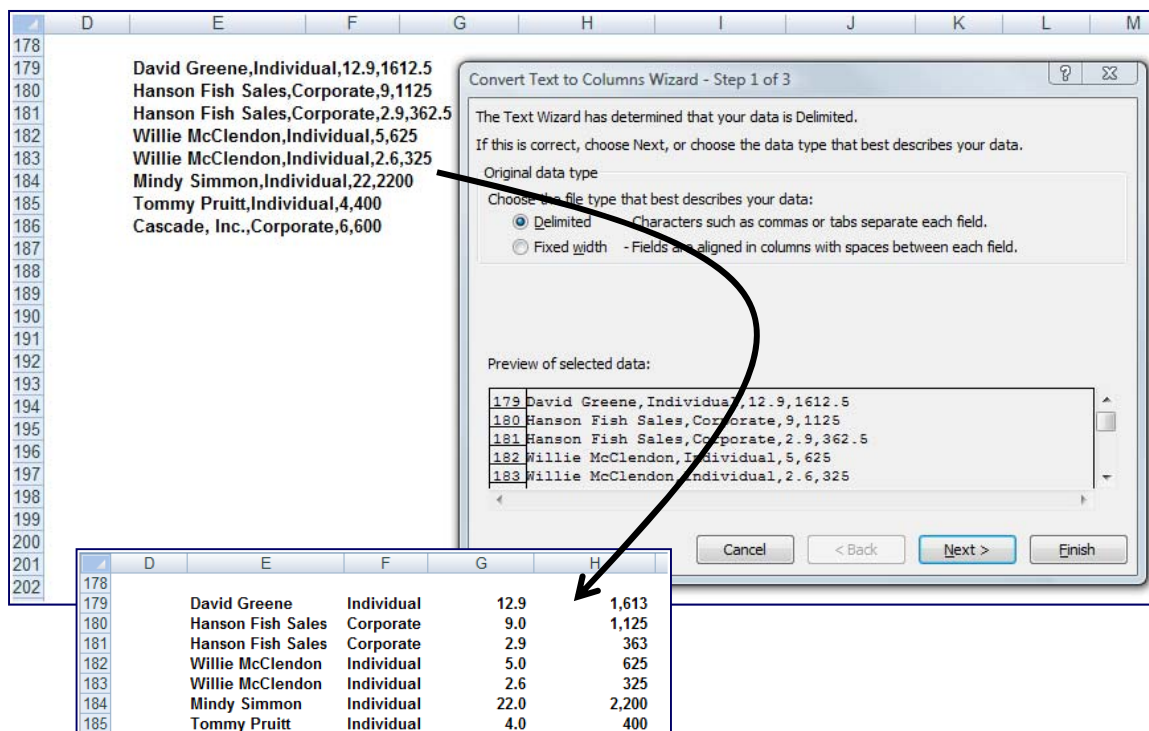 D E F G H I J K L M
178
179 David Greene,Individual,12.9,1612.5
180 Hanson Fish Sales,Corporate,9,1125
181 Hanson Fish Sales,Corporate,2.9,362.5
182 Willie McClendon,Individual,5,625
183 Willie McClendon,Individual,2.6,325
184 Mindy Simmon,Individual,22,2200
185 Tommy Pruitt,Individual,4,400
186 Cascade, Inc.,Corporate,6,600
187
188
189
190
191
192
193
194
195
196
197
198
199
200
201
202
Convert Text to Columns Wizard - Step 1 of 3
The Text Wizard has determined that your data is Delimited.
If this is correct, choose Next, or choose the data type that best describes your data.
Original data type
Choose the file type that best describes your data:
Delimited - Characters such as commas or tabs separate each field.
Fixed width - Fields are aligned in columns with spaces between each field.
Preview of selected data:
179 David Greene,Individual,12.9,1612.5
180 Hanson Fish Sales,Corporate,9,1125
181 Hanson Fish Sales,Corporate,2.9,362.5
182 Willie McClendon,Individual,5,625
183 Willie McClendon,Individual,2.6,325
Cancel < Back Next > Finish
D E F G H
178
179 David Greene Individual 12.9 1,613
180 Hanson Fish Sales Corporate 9.0 1,125
181 Hanson Fish Sales Corporate 2.9 363
182 Willie McClendon Individual 5.0 625
183 Willie McClendon Individual 2.6 325
184 Mindy Simmon Individual 22.0 2,200
185 Tommy Pruitt Individual 4.0 400